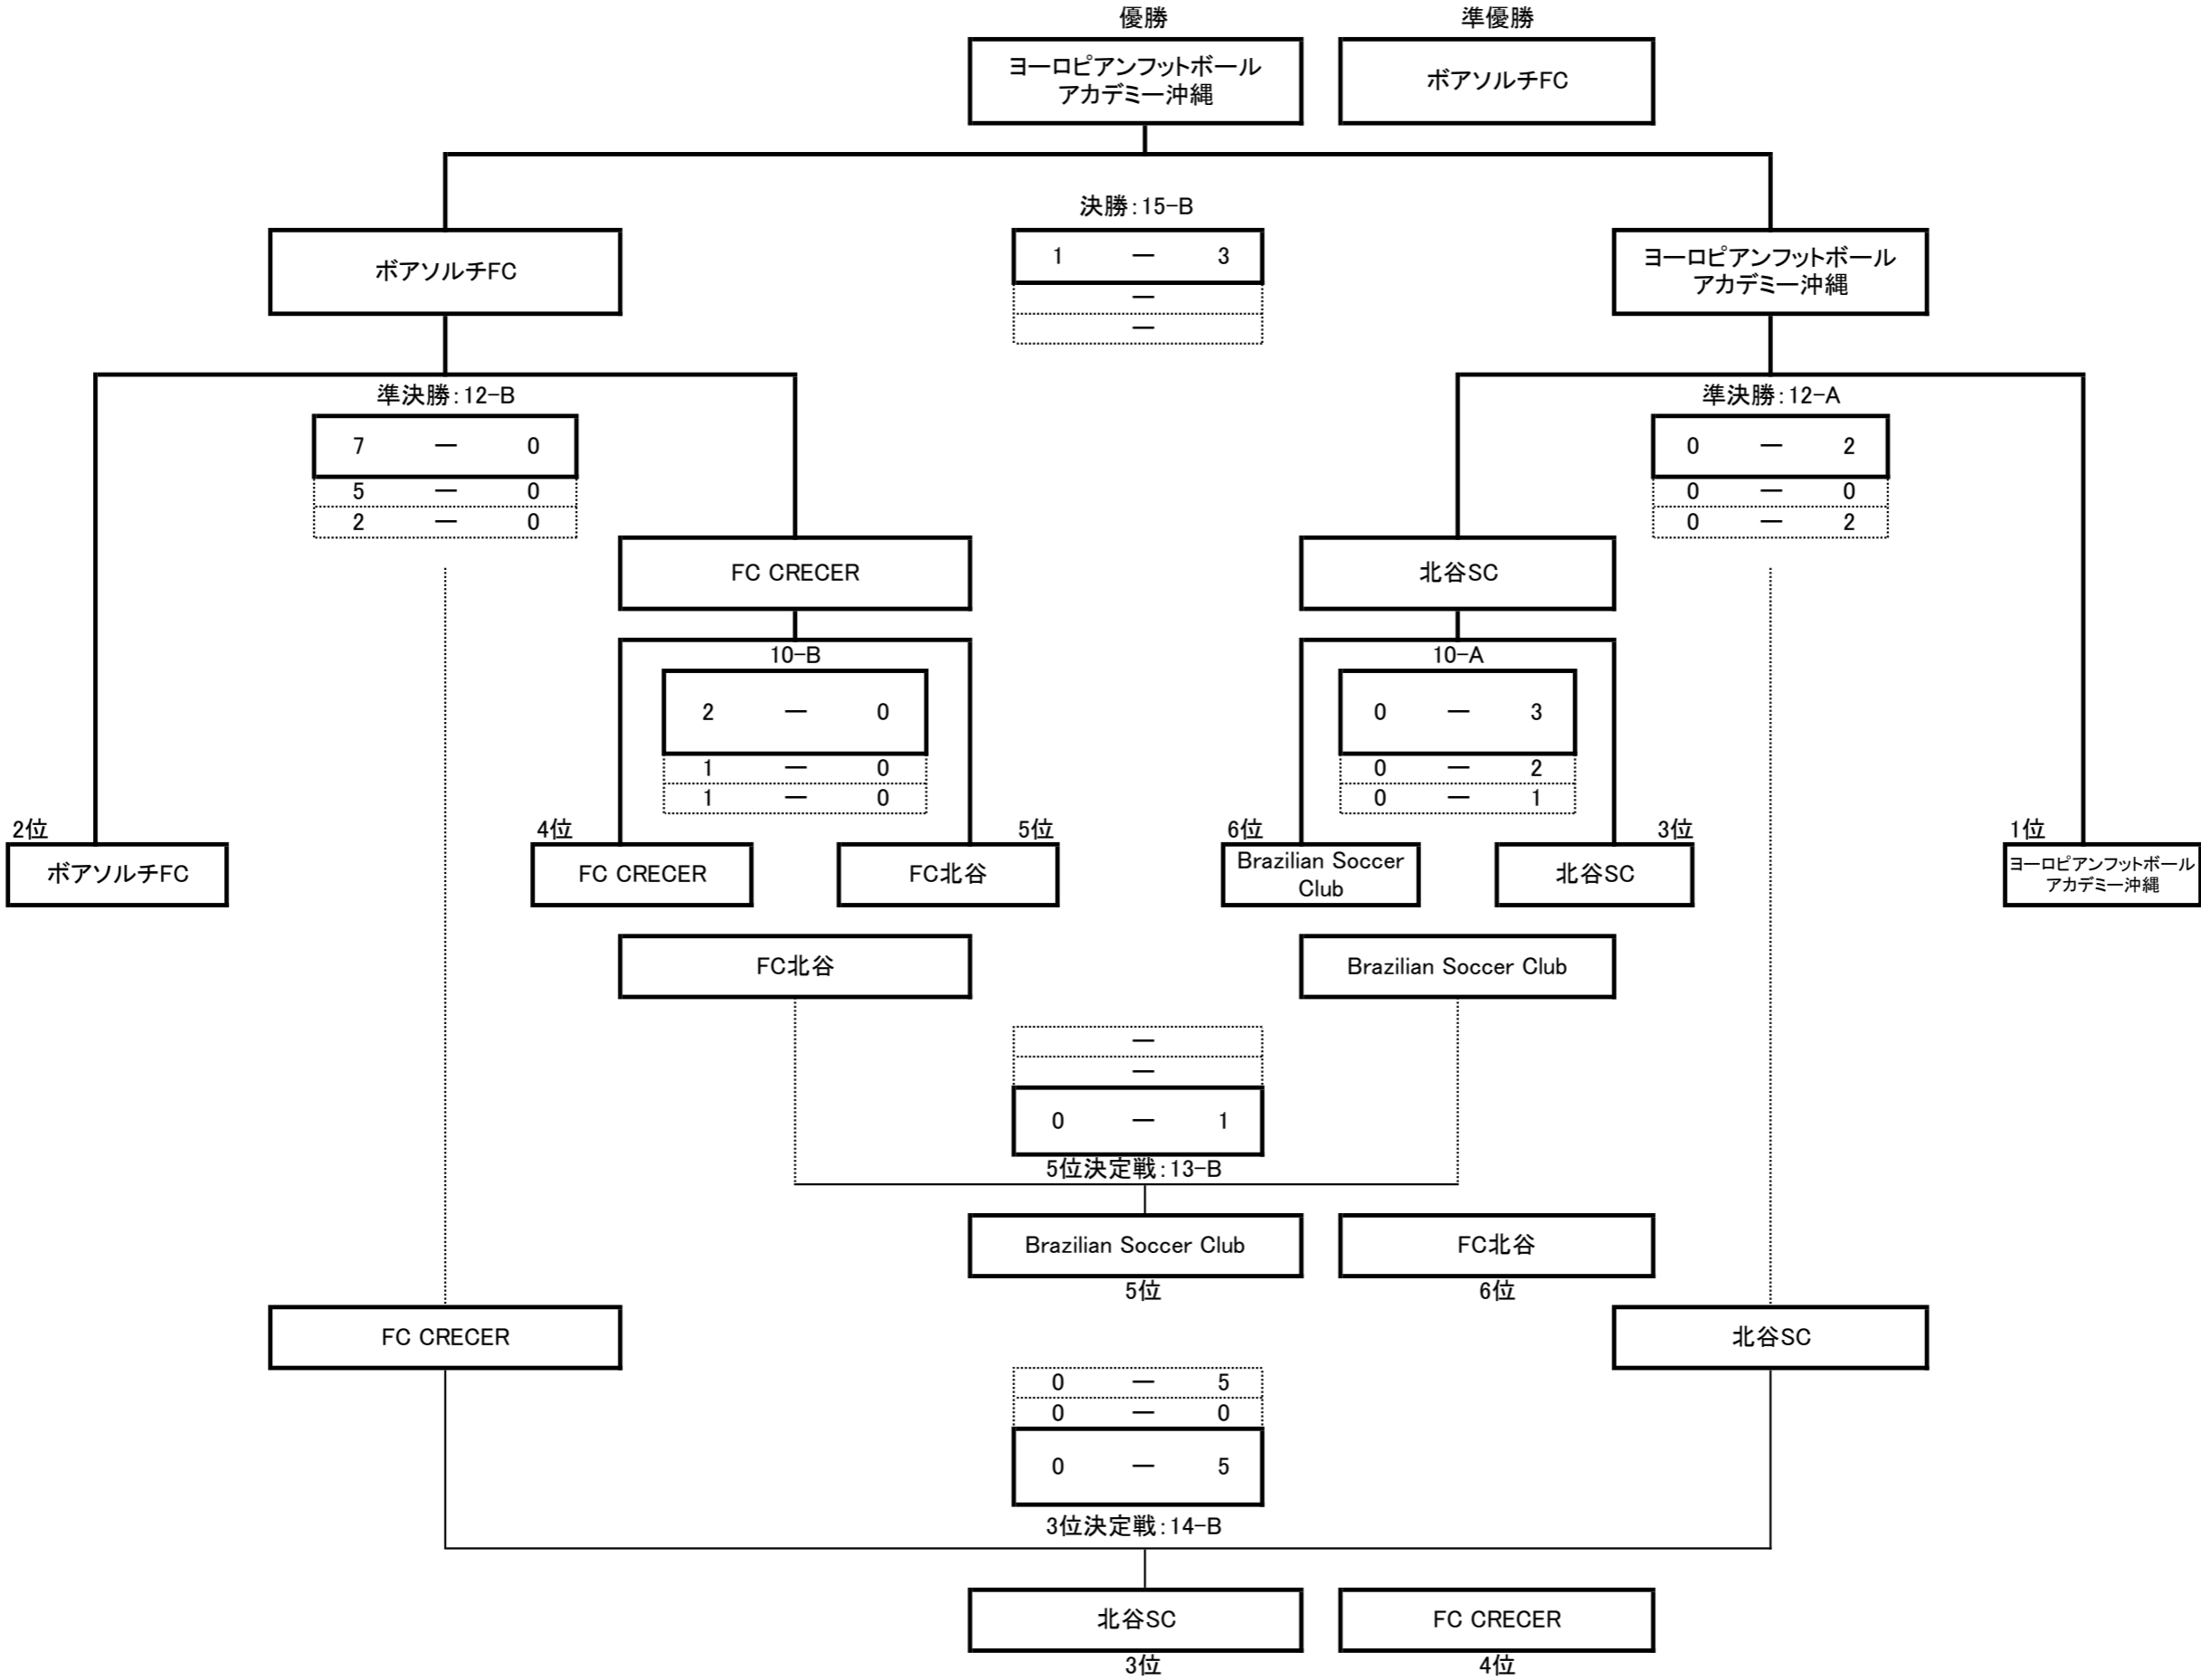 優勝
準優勝
ヨーロピアンフットボール
アカデミー沖縄
ボアソルチFC
決勝：15-B
ボアソルチFC
1 － 3
－
－
ヨーロピアンフットボール
アカデミー沖縄
準決勝：12-B
7 － 0
5 － 0
2 － 0
準決勝：12-A
0 － 2
0 － 0
0 － 2
FC CRECER
北谷SC
10-B
2 － 0
1 － 0
1 － 0
10-A
0 － 3
0 － 2
0 － 1
2位
4位
5位
6位
3位
1位
ボアソルチFC
FC CRECER
FC北谷
Brazilian Soccer
Club
北谷SC
ヨーロピアンフットボール
アカデミー沖縄
FC北谷
Brazilian Soccer Club
－
－
0 － 1
5位決定戦：13-B
Brazilian Soccer Club
FC北谷
5位
6位
FC CRECER
北谷SC
0 － 5
0 － 0
0 － 5
3位決定戦：14-B
北谷SC
FC CRECER
3位
4位